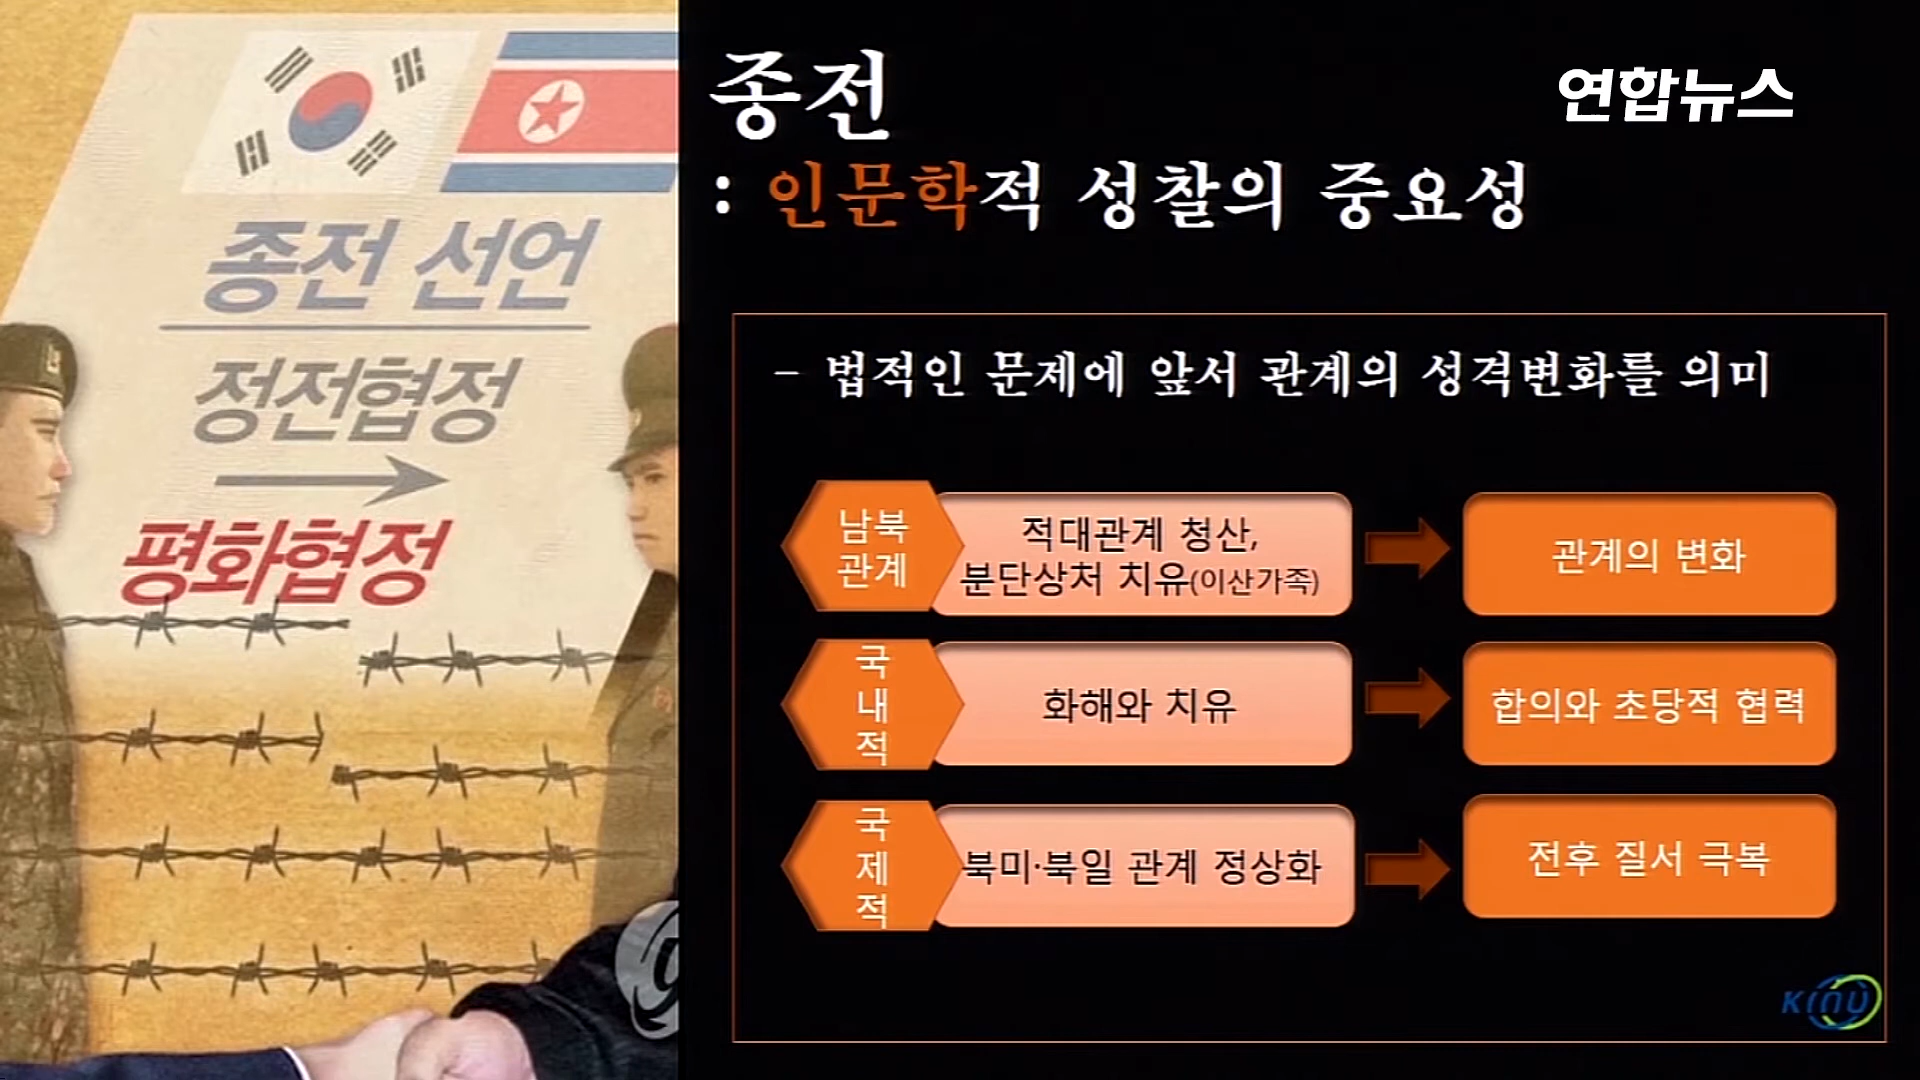 종전 선언
정전협정
평화협정
종전
: 인문학적 성찰의 중요성
연합뉴스
- 법적인 문제에 앞서 관계의 성격변화를 의미
남북
관계
적대관계 청산,
분단상처 치유(이산가족)
관계의 변화
국
내
적
화해와 치유
합의와 초당적 협력
국
제
적
북미·북일 관계 정상화
전후 질서 극복
KINU